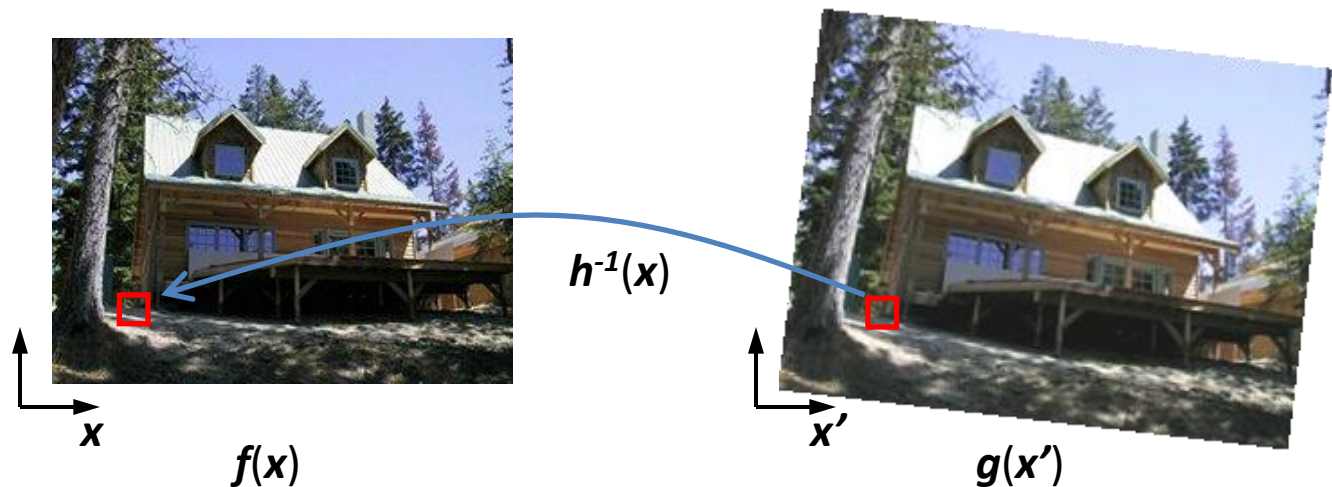 h⁻¹(x)
x
x’
f(x)
g(x’)